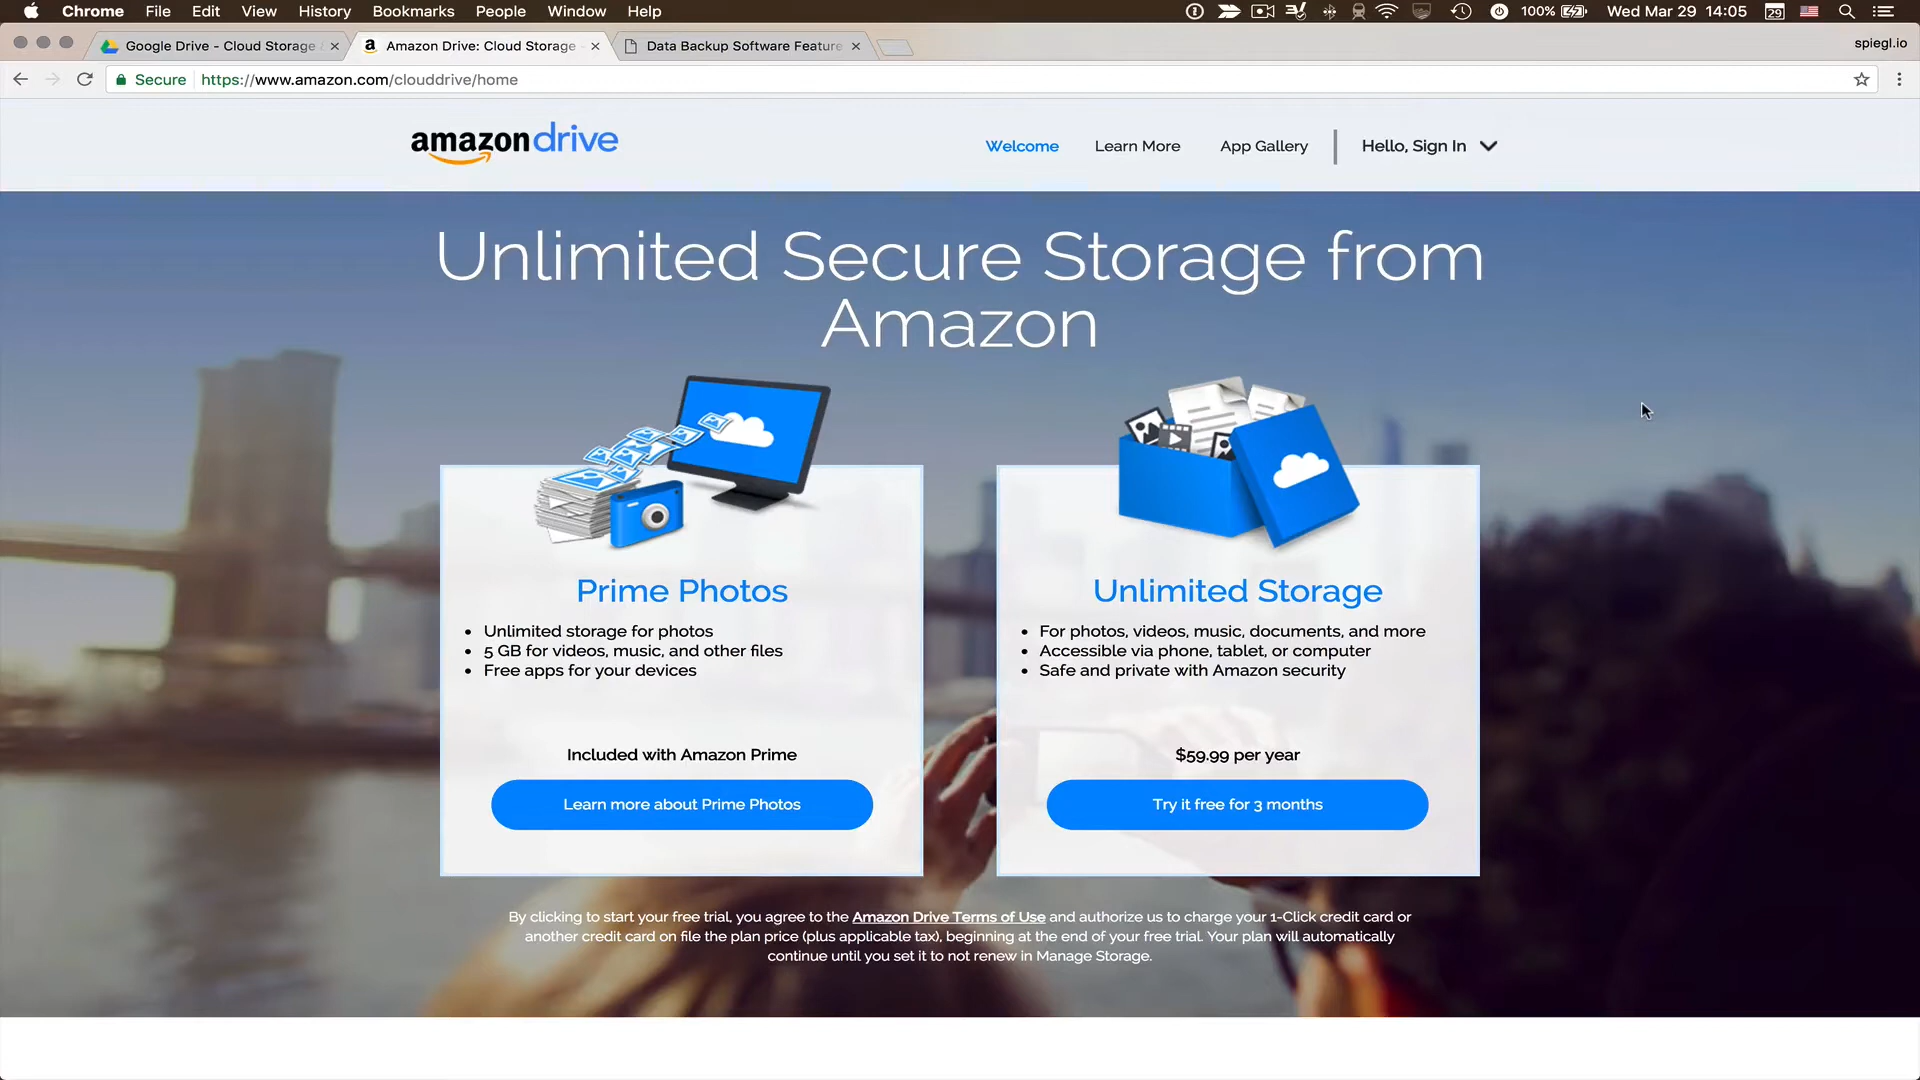 Chrome File Edit View History Bookmarks People Window Help 100% Wed Mar 29 14:05 29
Google Drive - Cloud Storage Amazon Drive: Cloud Storage - Data Backup Software Feature spiegl.io
Secure https://www.amazon.com/clouddrive/home
amazondrive Welcome Learn More App Gallery Hello, Sign In
Unlimited Secure Storage from
Amazon
Prime Photos
• Unlimited storage for photos
• 5 GB for videos, music, and other files
• Free apps for your devices
Included with Amazon Prime
Learn more about Prime Photos
Unlimited Storage
• For photos, videos, music, documents, and more
• Accessible via phone, tablet, or computer
• Safe and private with Amazon security
$59.99 per year
Try it free for 3 months
By clicking to start your free trial, you agree to the Amazon Drive Terms of Use and authorize us to charge your 1-Click credit card or
another credit card on file the plan price (plus applicable tax), beginning at the end of your free trial. Your plan will automatically
continue until you set it to not renew in Manage Storage.